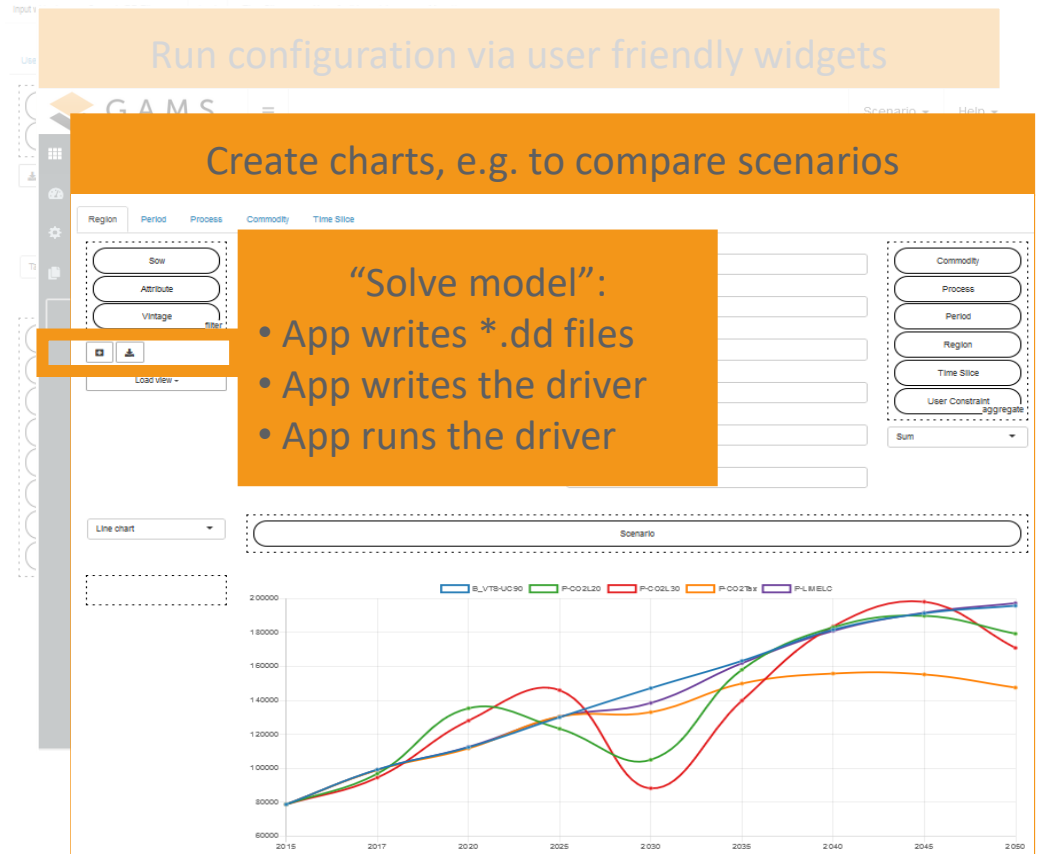 Input
Run configuration via user friendly widgets
Use
GAMS
Scenario
Help
Create charts, e.g. to compare scenarios
Region Period Process Commodity Time Slice
Sow
Attribute
Vintage
filter
Load view
“Solve model”:
• App writes *.dd files
• App writes the driver
• App runs the driver
Commodity
Process
Period
Region
Time Slice
User Constraint
aggregate
Sum
Line chart
Scenario
B_VTS-UC90 P-CO2L20 P-CO2L30 P-CO2Tax P-LIMELC
200000
180000
160000
140000
120000
100000
80000
60000
2015 2017 2020 2025 2030 2035 2040 2045 2050